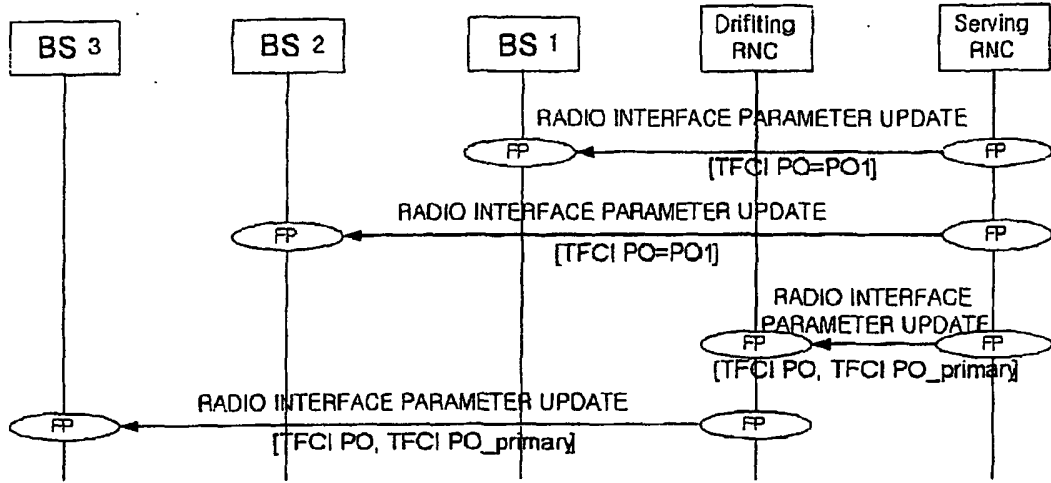 BS 3
BS 2
BS 1
Drifiting
RNC
Serving
RNC
RADIO INTERFACE PARAMETER UPDATE
FP
FP
[TFCI PO=PO1]
RADIO INTERFACE PARAMETER UPDATE
FP
FP
[TFCI PO=PO1]
RADIO INTERFACE
PARAMETER UPDATE
FP
FP
[TFCI PO, TFCI PO_primary]
RADIO INTERFACE PARAMETER UPDATE
FP
FP
[TFCI PO, TFCI PO_primary]